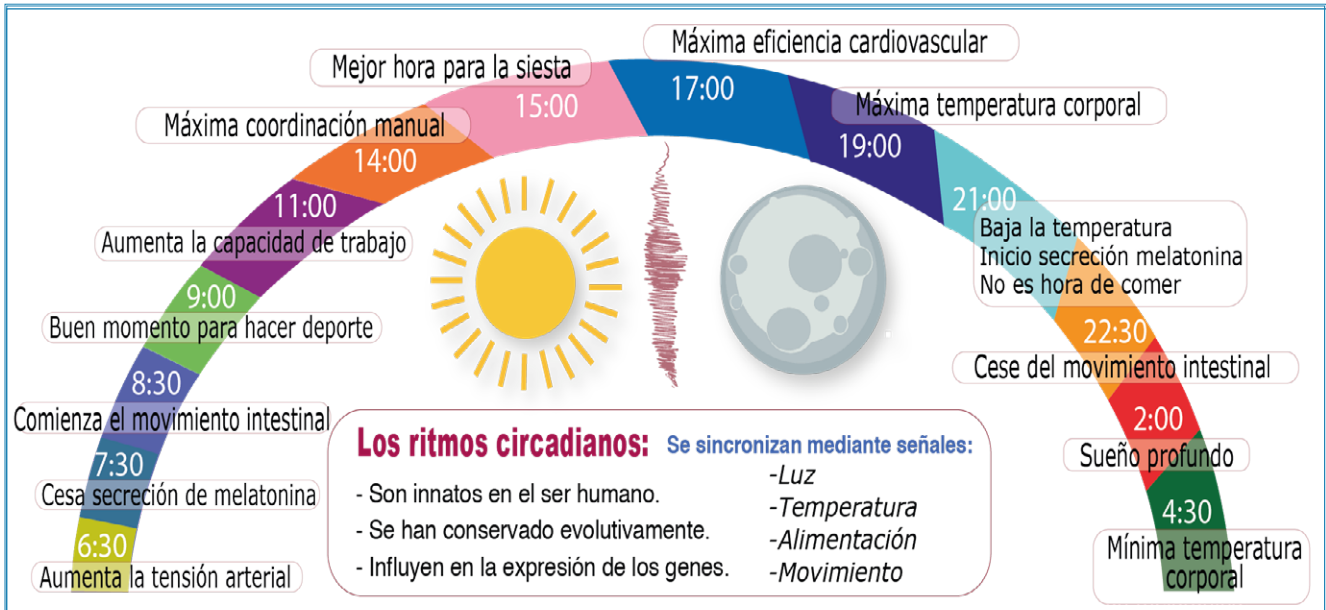 6:30
Aumenta la tensión arterial
7:30
Cesa secreción de melatonina
8:30
Comienza el movimiento intestinal
9:00
Buen momento para hacer deporte
11:00
Aumenta la capacidad de trabajo
14:00
Máxima coordinación manual
15:00
Mejor hora para la siesta
17:00
Máxima eficiencia cardiovascular
19:00
Máxima temperatura corporal
21:00
Baja la temperatura
Inicio secreción melatonina
No es hora de comer
22:30
Cese del movimiento intestinal
2:00
Sueño profundo
4:30
Mínima temperatura
corporal
Los ritmos circadianos:
- Son innatos en el ser humano.
- Se han conservado evolutivamente.
- Influyen en la expresión de los genes.
Se sincronizan mediante señales:
-Luz
-Temperatura
-Alimentación
-Movimiento